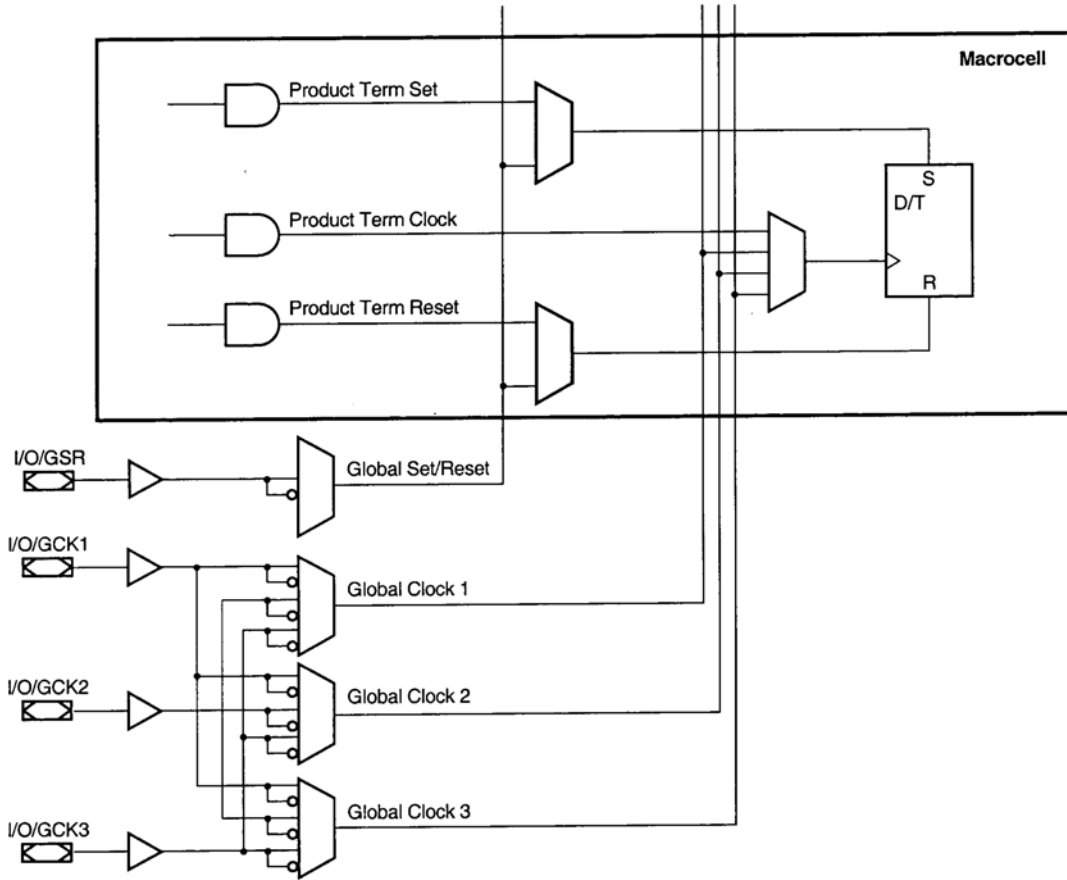 Macrocell
Product Term Set
S
D/T
Product Term Clock
R
Product Term Reset
I/O/GSR
Global Set/Reset
I/O/GCK1
Global Clock 1
I/O/GCK2
Global Clock 2
Global Clock 3
I/O/GCK3